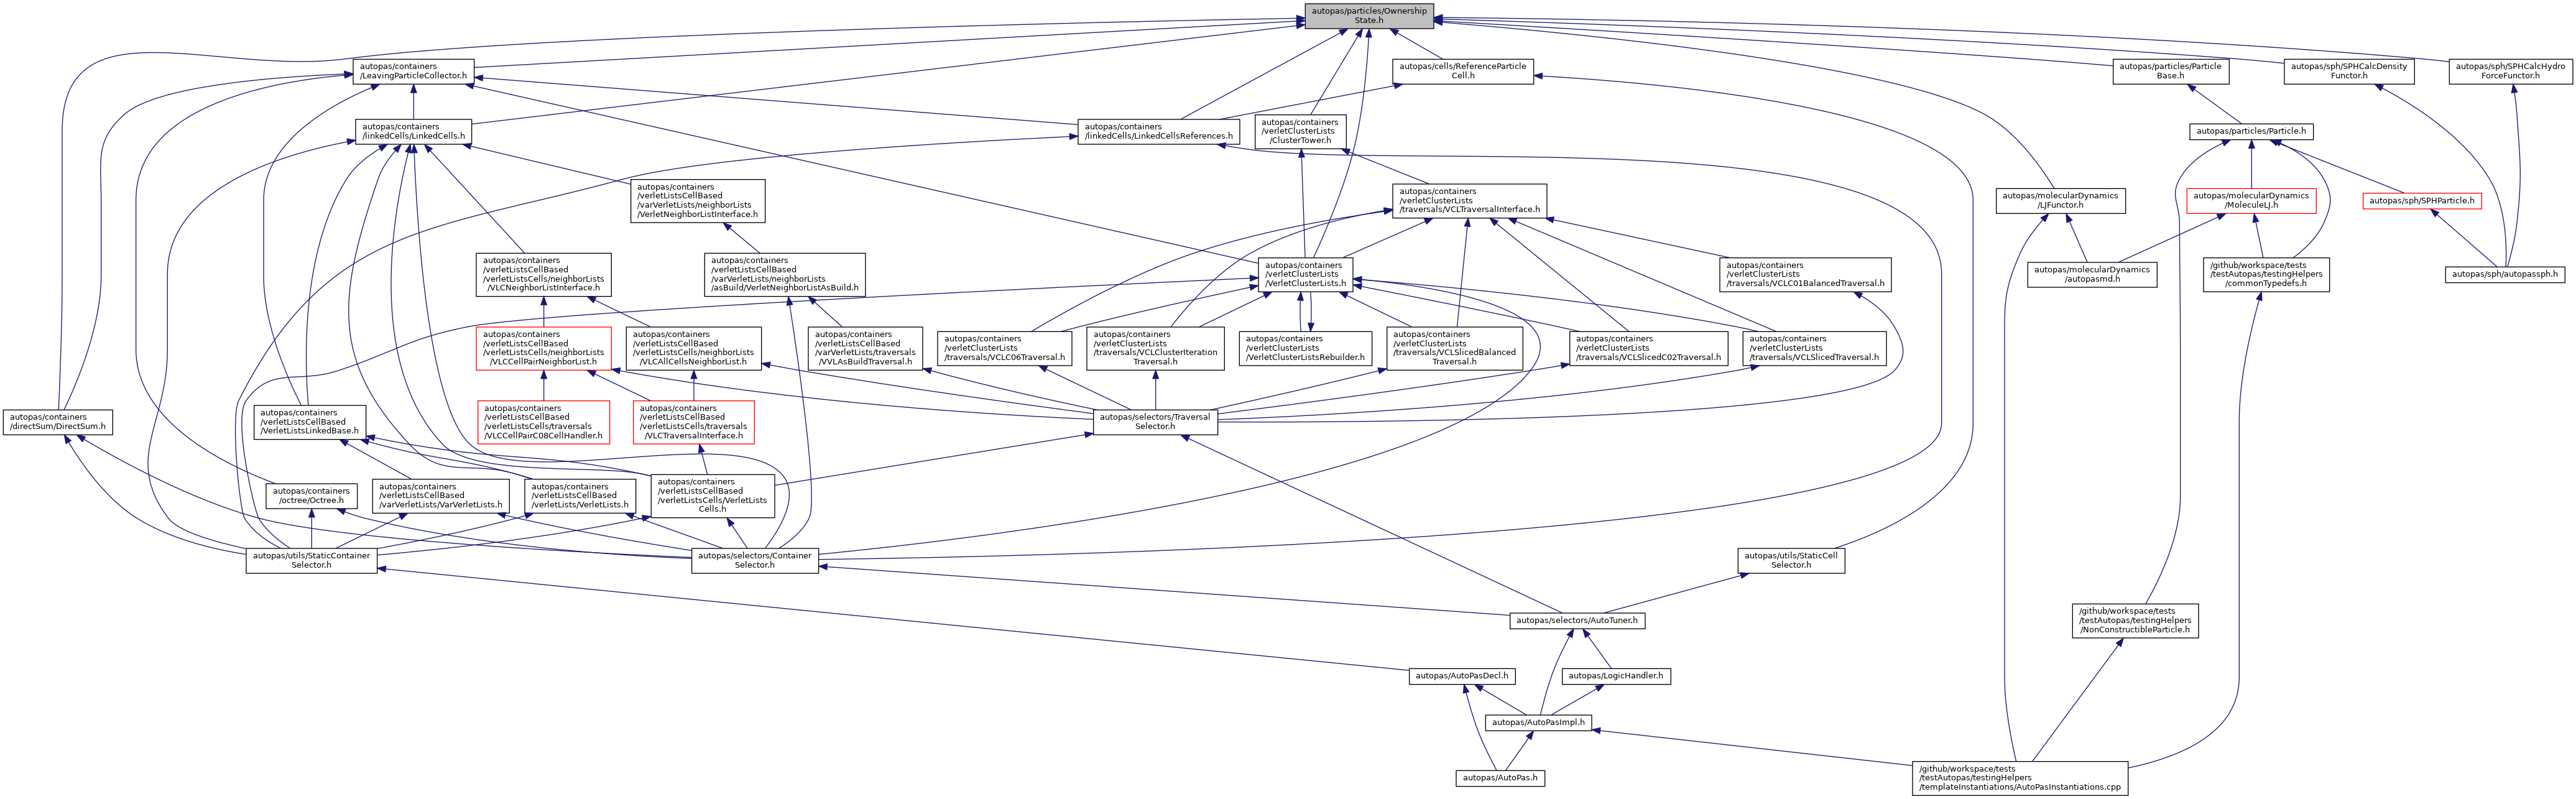 autopas/particles/Ownership
State.h
autopas/containers
/LeavingParticleCollector.h
autopas/cells/ReferenceParticle
Cell.h
autopas/particles/Particle
Base.h
autopas/sph/SPHCalcDensity
Functor.h
autopas/sph/SPHCalcHydro
ForceFunctor.h
autopas/containers
/linkedCells/LinkedCells.h
autopas/containers
/linkedCells/LinkedCellsReferences.h
autopas/containers
/verletClusterLists
/ClusterTower.h
autopas/particles/Particle.h
autopas/containers
/verletListsCellBased
/varVerletLists/neighborLists
/VerletNeighborListInterface.h
autopas/containers
/verletClusterLists
/traversals/VCLTraversalInterface.h
autopas/molecularDynamics
/LJFunctor.h
autopas/molecularDynamics
/MoleculeLJ.h
autopas/sph/SPHParticle.h
autopas/containers
/verletListsCellBased
/verletListsCells/neighborLists
/VLCNeighborListInterface.h
autopas/containers
/verletListsCellBased
/varVerletLists/neighborLists
/asBuild/VerletNeighborListAsBuild.h
autopas/containers
/verletClusterLists
/VerletClusterLists.h
autopas/containers
/verletClusterLists
/traversals/VCLC01BalancedTraversal.h
autopas/molecularDynamics
/autopasmd.h
/github/workspace/tests
/testAutopas/testingHelpers
/commonTypedefs.h
autopas/sph/autopassph.h
autopas/containers
/verletListsCellBased
/verletListsCells/neighborLists
/VLCCellPairNeighborList.h
autopas/containers
/verletListsCellBased
/verletListsCells/neighborLists
/VLCAllCellsNeighborList.h
autopas/containers
/verletListsCellBased
/varVerletLists/traversals
/VVLAsBuildTraversal.h
autopas/containers
/verletClusterLists
/traversals/VCLC06Traversal.h
autopas/containers
/verletClusterLists
/traversals/VCLClusterIteration
Traversal.h
autopas/containers
/verletClusterLists
/VerletClusterListsRebuilder.h
autopas/containers
/verletClusterLists
/traversals/VCLSlicedBalanced
Traversal.h
autopas/containers
/verletClusterLists
/traversals/VCLSlicedC02Traversal.h
autopas/containers
/verletClusterLists
/traversals/VCLSlicedTraversal.h
autopas/containers
/directSum/DirectSum.h
autopas/containers
/verletListsCellBased
/VerletListsLinkedBase.h
autopas/containers
/verletListsCellBased
/verletListsCells/traversals
/VLCCellPairC08CellHandler.h
autopas/containers
/verletListsCellBased
/verletListsCells/traversals
/VLCTraversalInterface.h
autopas/selectors/Traversal
Selector.h
autopas/containers
/octree/Octree.h
autopas/containers
/verletListsCellBased
/varVerletLists/VarVerletLists.h
autopas/containers
/verletListsCellBased
/verletLists/VerletLists.h
autopas/containers
/verletListsCellBased
/verletListsCells/VerletLists
Cells.h
autopas/utils/StaticContainer
Selector.h
autopas/selectors/Container
Selector.h
autopas/utils/StaticCell
Selector.h
autopas/selectors/AutoTuner.h
/github/workspace/tests
/testAutopas/testingHelpers
/NonConstructibleParticle.h
autopas/AutoPasDecl.h
autopas/LogicHandler.h
autopas/AutoPasImpl.h
autopas/AutoPas.h
/github/workspace/tests
/testAutopas/testingHelpers
/templateInstantiations/AutoPasInstantiations.cpp